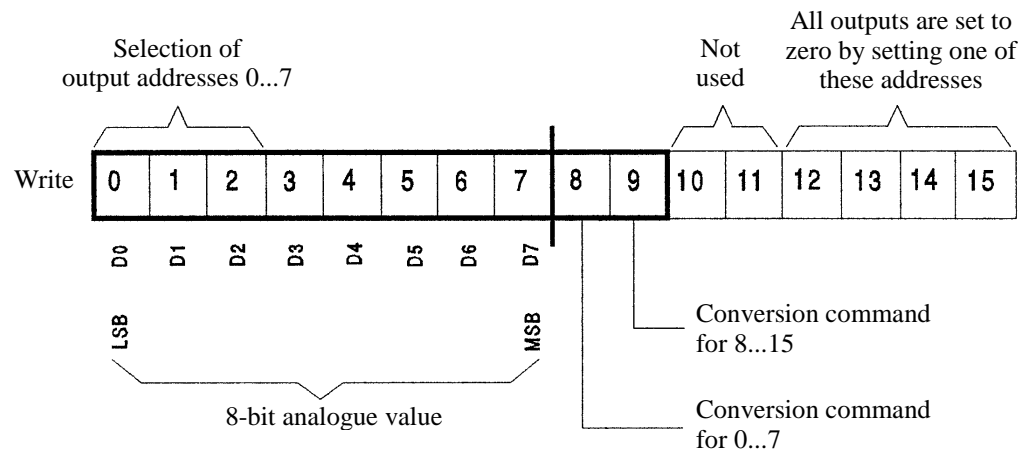 Selection of
output addresses 0...7
Not
used
All outputs are set to
zero by setting one of
these addresses
Write 0 1 2 3 4 5 6 7 8 9 10 11 12 13 14 15
D0 D1 D2 D3 D4 D5 D6 D7
LSB MSB
8-bit analogue value
Conversion command
for 8...15
Conversion command
for 0...7